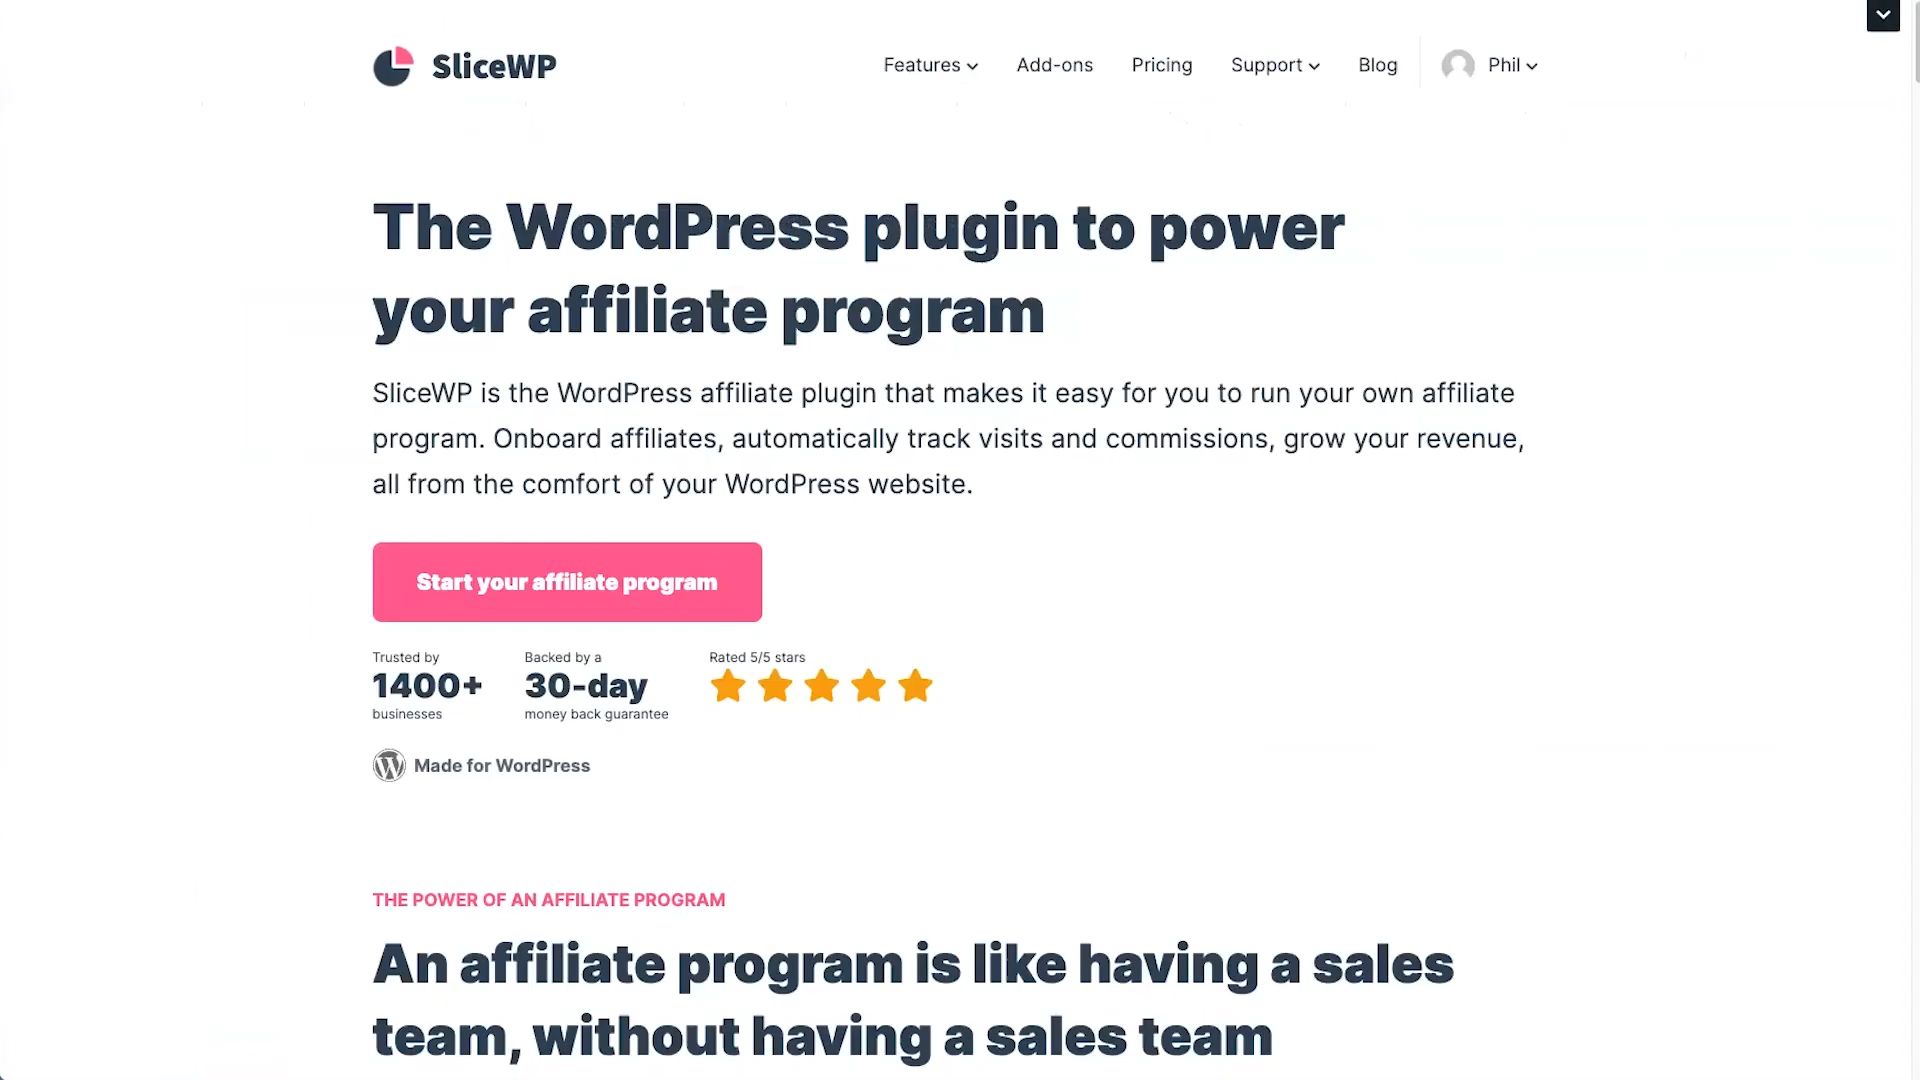 SliceWP
Features
Add-ons
Pricing
Support
Blog
Phil
The WordPress plugin to power
your affiliate program
SliceWP is the WordPress affiliate plugin that makes it easy for you to run your own affiliate
program. Onboard affiliates, automatically track visits and commissions, grow your revenue,
all from the comfort of your WordPress website.
Start your affiliate program
Trusted by
1400+
businesses
Backed by a
30-day
money back guarantee
Rated 5/5 stars
Made for WordPress
THE POWER OF AN AFFILIATE PROGRAM
An affiliate program is like having a sales
team, without having a sales team